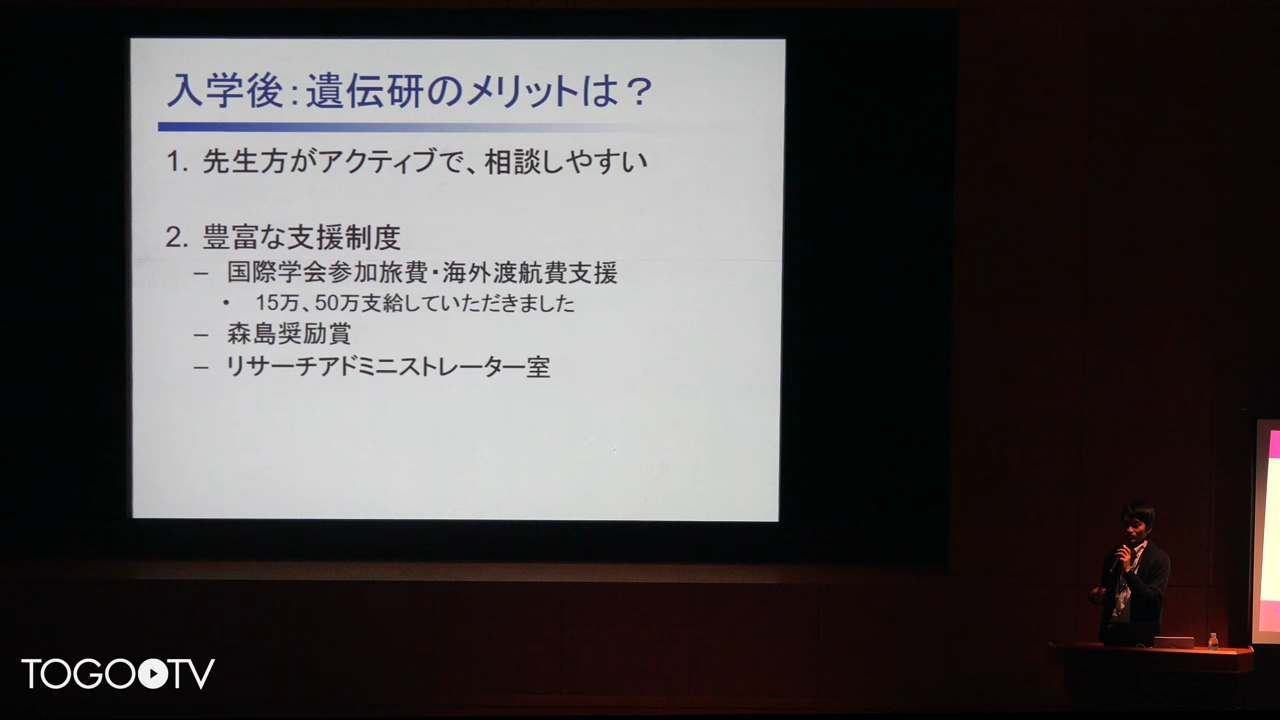 入学後：遺伝研のメリットは？
1. 先生方がアクティブで、相談しやすい
2. 豊富な支援制度
– 国際学会参加旅費・海外渡航費支援
• 15万、50万支給していただきました
– 森島奨励賞
– リサーチアドミニストレーター室
TOGOTV